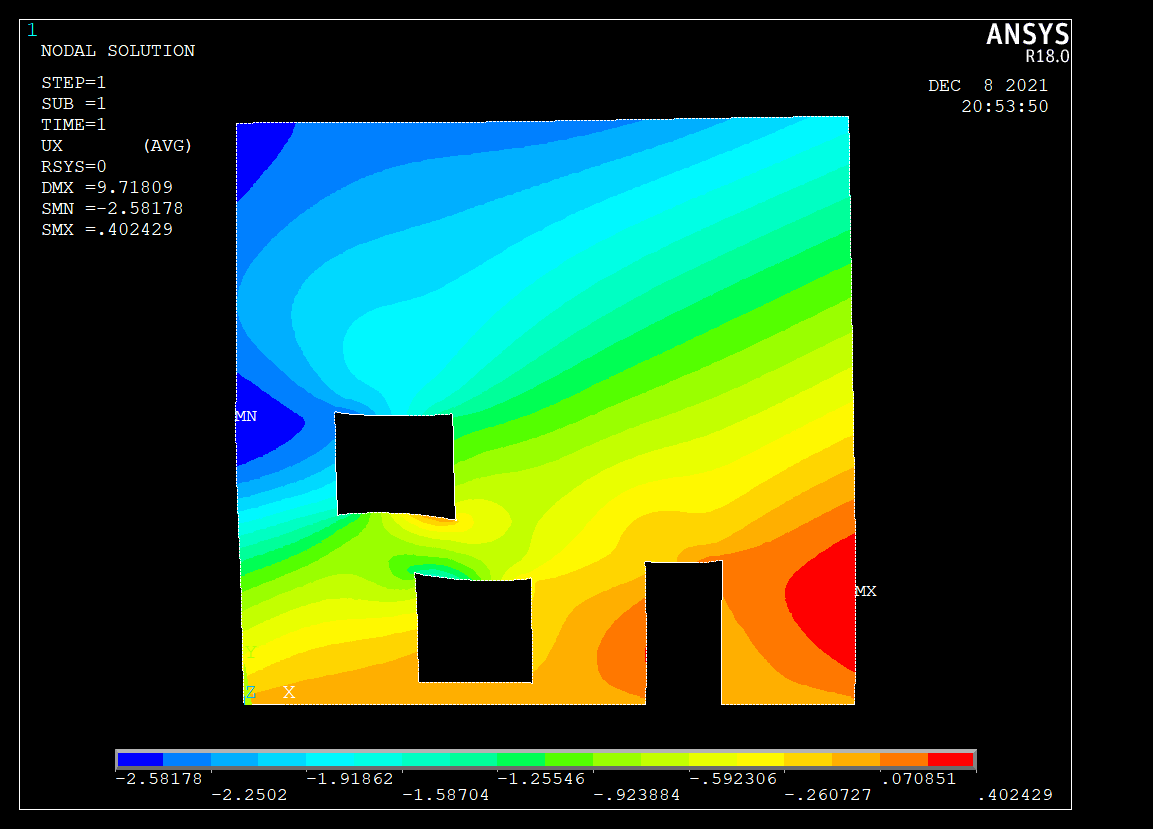 1
ANSYS
R18.0
NODAL SOLUTION
DEC 8 2021
20:53:50
STEP=1
SUB =1
TIME=1
UX (AVG)
RSYS=0
DMX =9.71809
SMN =-2.58178
SMX =.402429
MN
MX
Y
Z X
-2.58178 -1.91862 -1.25546 -.592306 .070851
-2.2502 -1.58704 -.923884 -.260727 .402429